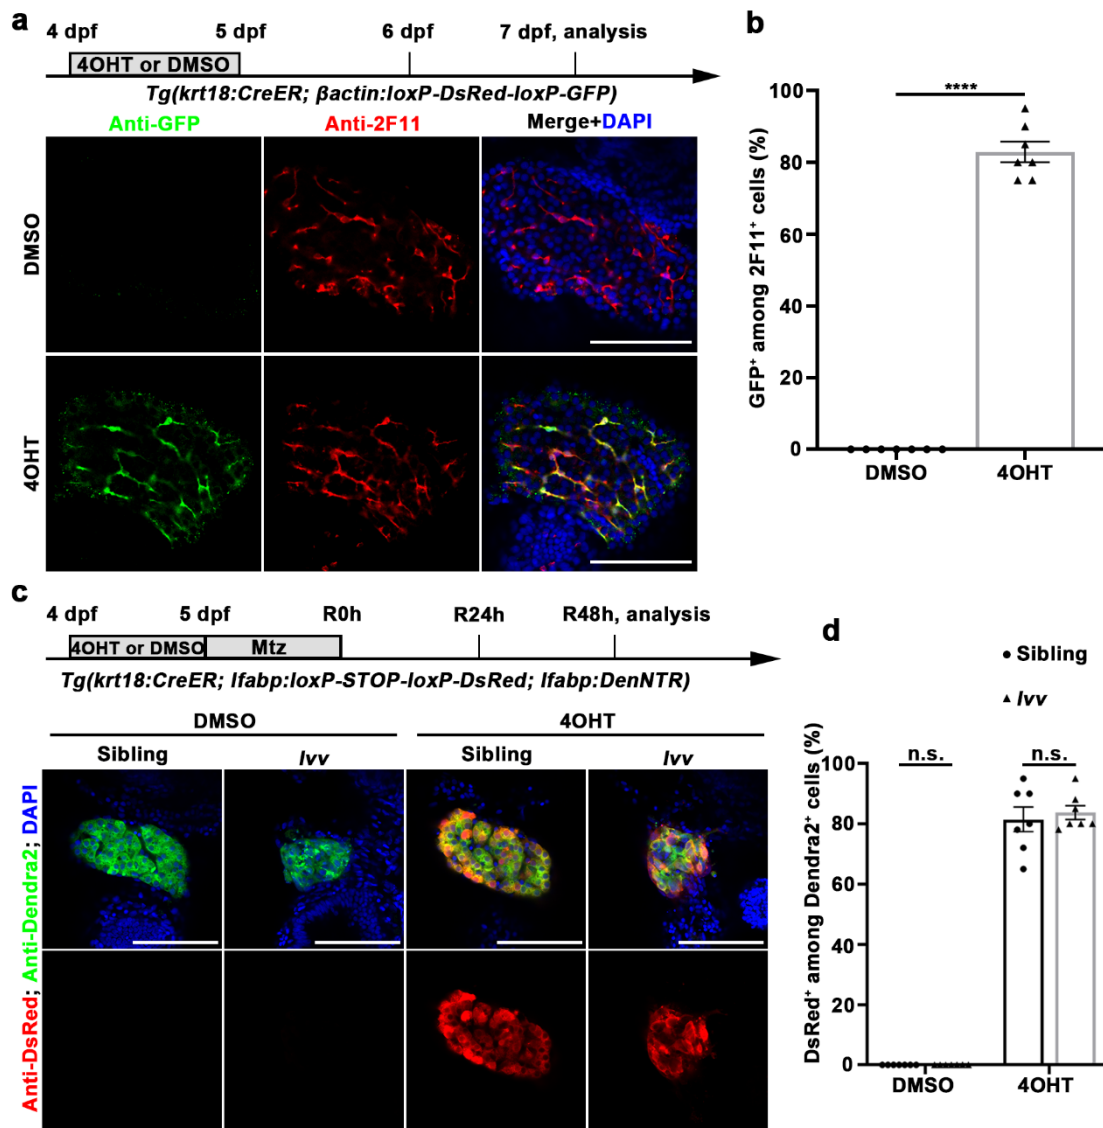 a
4 dpf 5 dpf 6 dpf 7 dpf, analysis
4OHT or DMSO
Tg(krt18:CreER; βactin:loxP-DsRed-loxP-GFP)
Anti-GFP Anti-2F11 Merge+DAPI
DMSO
4OHT
b
****
GFP⁺ among 2F11⁺ cells (%)
100
80
60
40
20
0
DMSO 4OHT
c
4 dpf 5 dpf R0h R24h R48h, analysis
4OHT or DMSO Mtz
Tg(krt18:CreER; lfabp:loxP-STOP-loxP-DsRed; lfabp:DenNTR)
DMSO 4OHT
Sibling lvv Sibling lvv
Anti-DsRed; Anti-Dendra2; DAPI
d
Sibling
lvv
n.s. n.s.
DsRed⁺ among Dendra2⁺ cells (%)
100
80
60
40
20
0
DMSO 4OHT